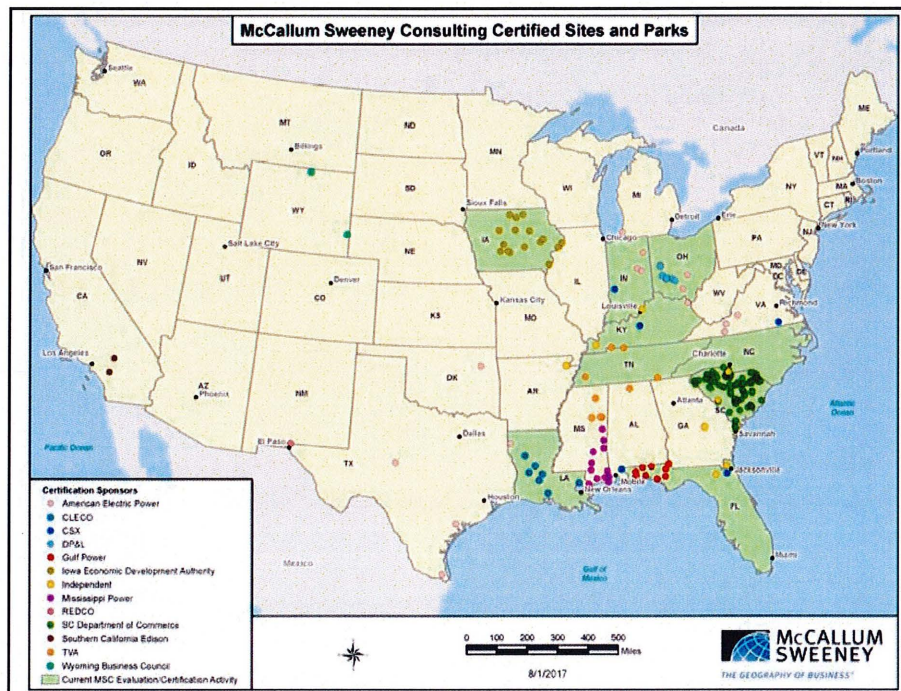 McCallum Sweeney Consulting Certified Sites and Parks
Seattle
WA
MT
ND
MN
Canada
ME
Billings
OR
ID
SD
WI
MI
VT
NH
Portland
NY
MA
Boston
CT
RI
WY
Sioux Falls
Detroit
Erie
New York
IA
Chicago
PA
NJ
Salt Lake City
NE
OH
MD
DE
DC
San Francisco
NV
UT
Denver
IL
IN
WV
VA
Richmond
CA
CO
Kansas City
Louisville
KS
MO
KY
Los Angeles
Charlotte
NC
TN
AZ
Phoenix
NM
OK
AR
Atlanta
SC
Atlantic
Ocean
Pacific Ocean
El Paso
Dallas
MS
AL
GA
Savannah
TX
LA
Mobile
Jacksonville
New Orleans
Houston
FL
Mexico
Gulf of
Mexico
Miami
Certification Sponsors
American Electric Power
CLECO
CSX
DP&L
Gulf Power
Iowa Economic Development Authority
Independent
Mississippi Power
REDCO
SC Department of Commerce
Southern California Edison
TVA
Wyoming Business Council
Current MSC Evaluation/Certification Activity
0 100 200 300 400 500
Miles
8/1/2017
McCALLUM
SWEENEY
THE GEOGRAPHY OF BUSINESS